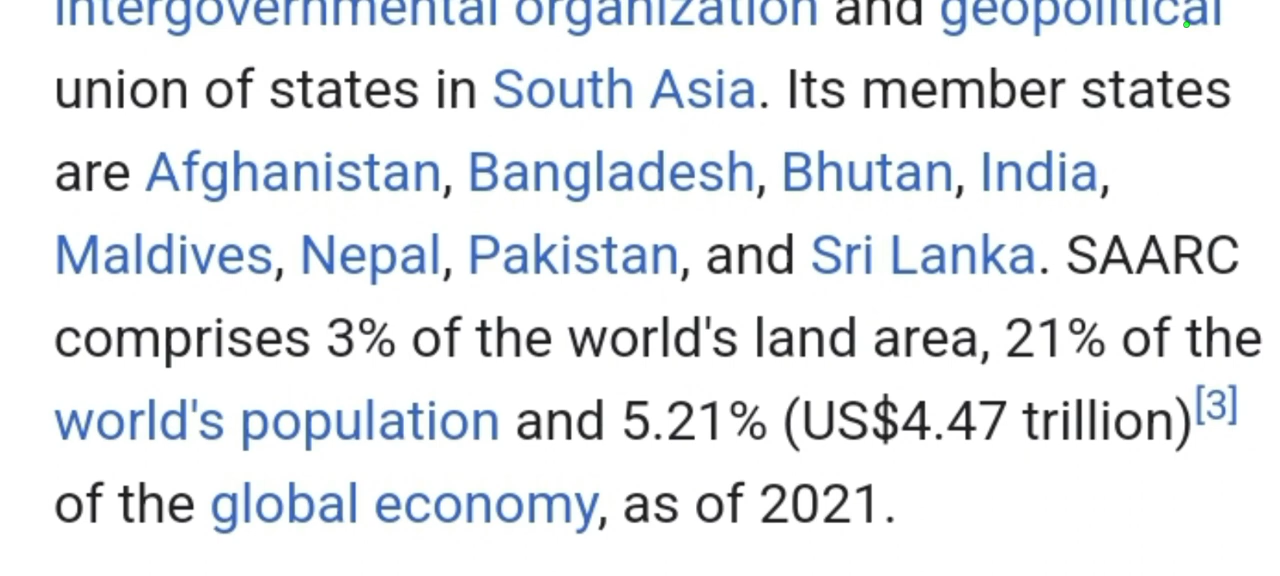 intergovernmental organization and geopolitical
union of states in South Asia. Its member states
are Afghanistan, Bangladesh, Bhutan, India,
Maldives, Nepal, Pakistan, and Sri Lanka. SAARC
comprises 3% of the world's land area, 21% of the
world's population and 5.21% (US$4.47 trillion)[3]
of the global economy, as of 2021.